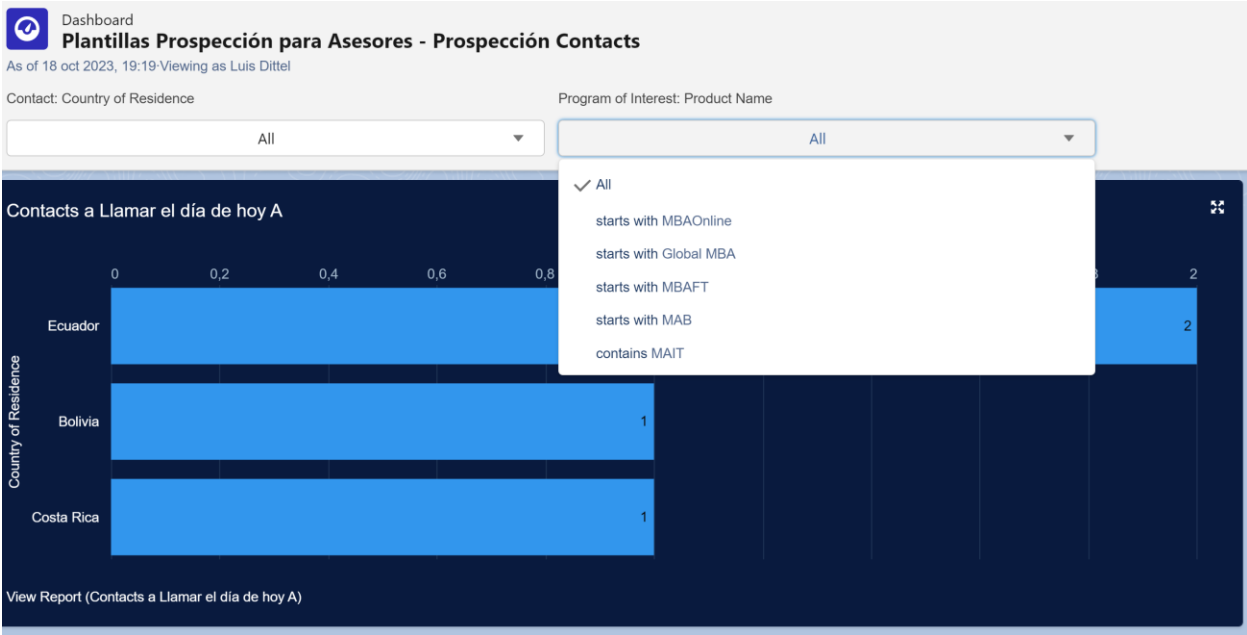 Dashboard
Plantillas Prospección para Asesores - Prospección Contacts
As of 18 oct 2023, 19:19·Viewing as Luis Dittel
Contact: Country of Residence
All
Program of Interest: Product Name
All
All
starts with MBAOnline
starts with Global MBA
starts with MBAFT
starts with MAB
contains MAIT
Contacts a Llamar el día de hoy A
0 0,2 0,4 0,6 0,8 2
Country of Residence
Ecuador 2
Bolivia 1
Costa Rica 1
View Report (Contacts a Llamar el día de hoy A)